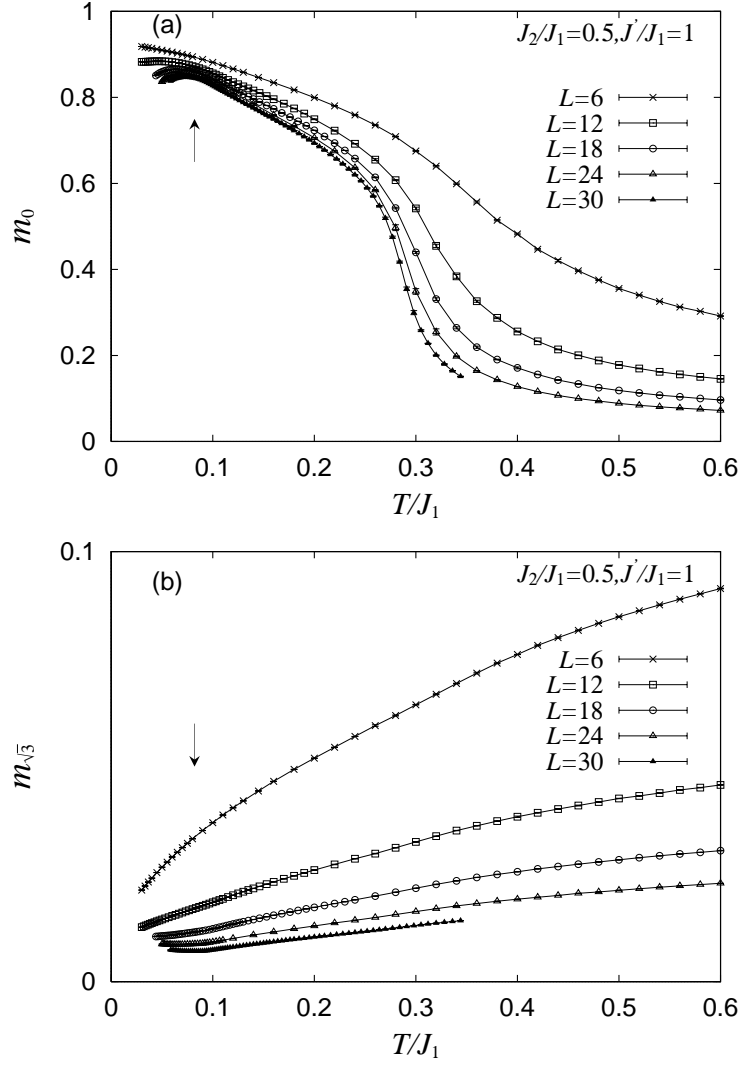 (a)
J₂/J₁=0.5,J'/J₁=1
L=6
L=12
L=18
L=24
L=30
1
0.8
0.6
0.4
0.2
0
m₀
0 0.1 0.2 0.3 0.4 0.5 0.6
T/J₁
(b)
J₂/J₁=0.5,J'/J₁=1
L=6
L=12
L=18
L=24
L=30
0.1
0
m√3
0 0.1 0.2 0.3 0.4 0.5 0.6
T/J₁